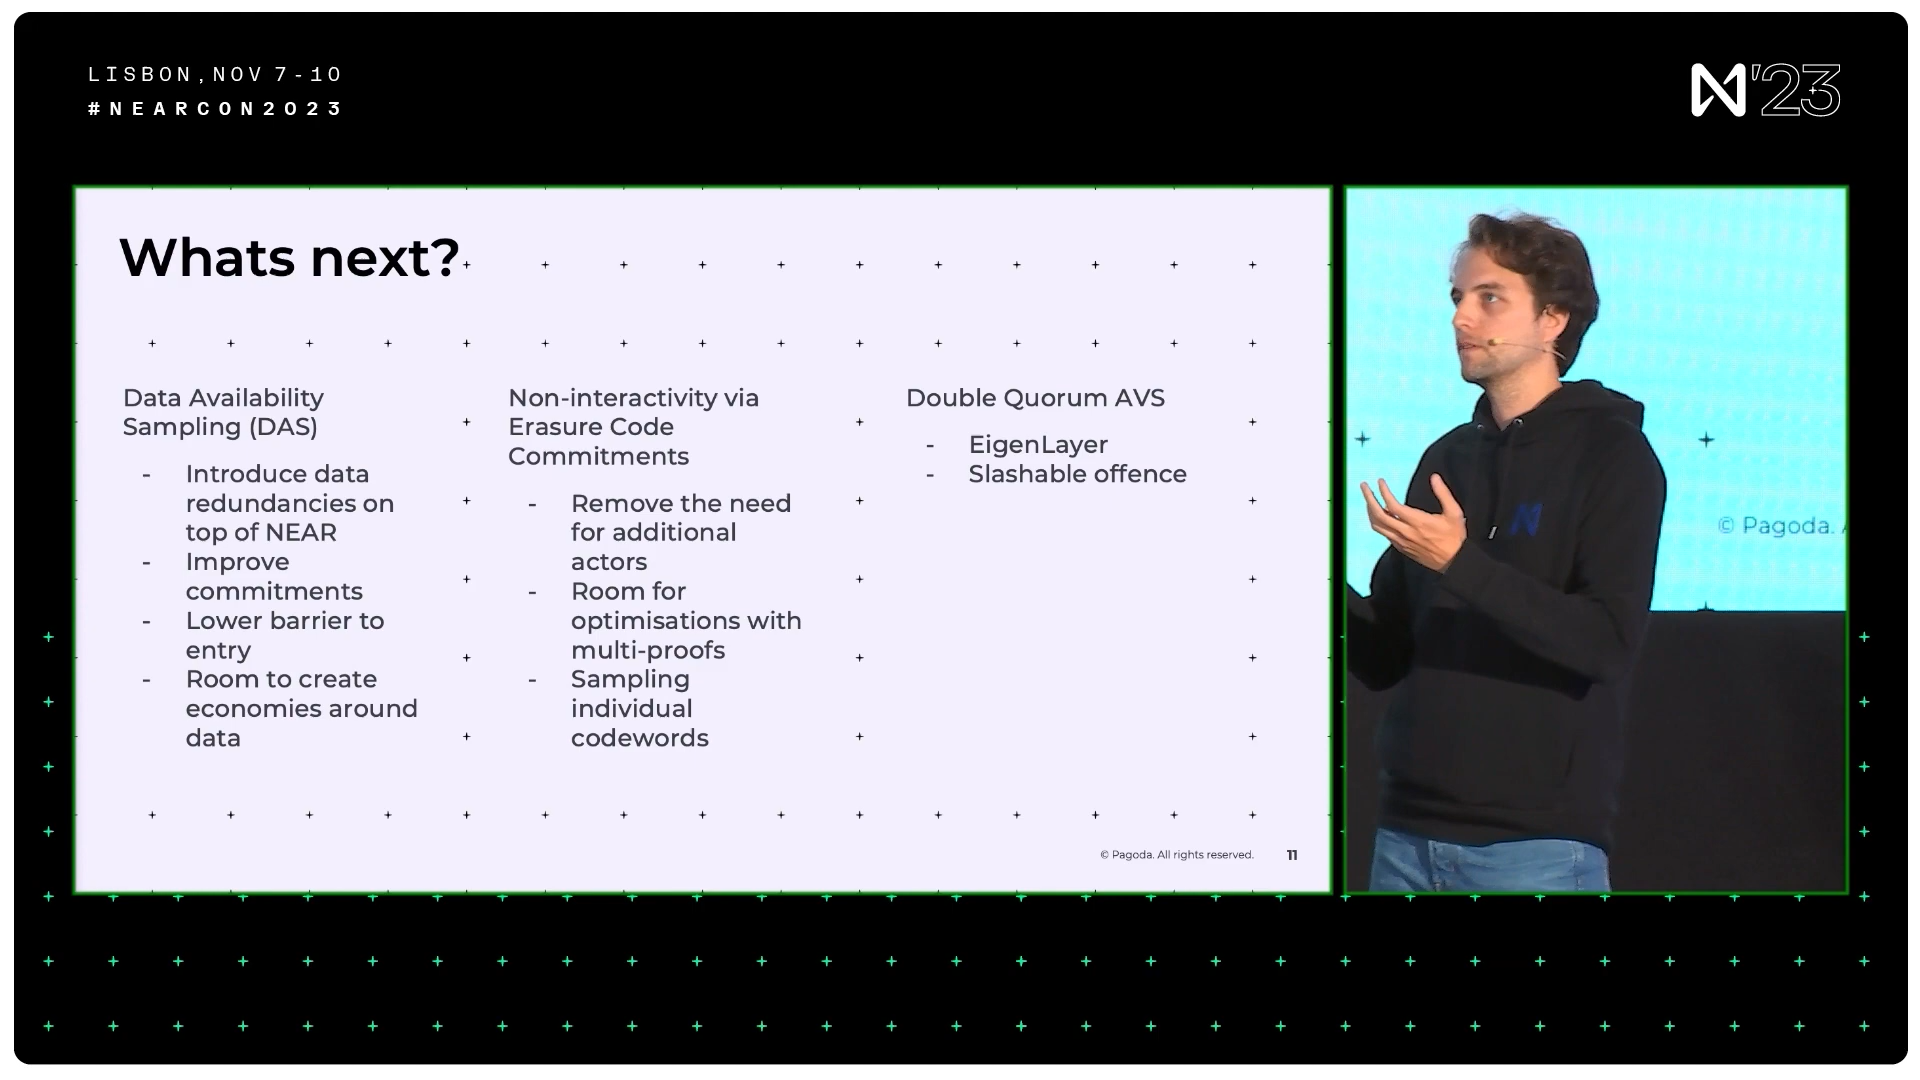 LISBON, NOV 7-10
#NEARCON2023
'23
Whats next?
Data Availability
Sampling (DAS)
- Introduce data
redundancies on
top of NEAR
- Improve
commitments
- Lower barrier to
entry
- Room to create
economies around
data
Non-interactivity via
Erasure Code
Commitments
- Remove the need
for additional
actors
- Room for
optimisations with
multi-proofs
- Sampling
individual
codewords
Double Quorum AVS
- EigenLayer
- Slashable offence
© Pagoda. All rights reserved.
11
© Pagoda. A